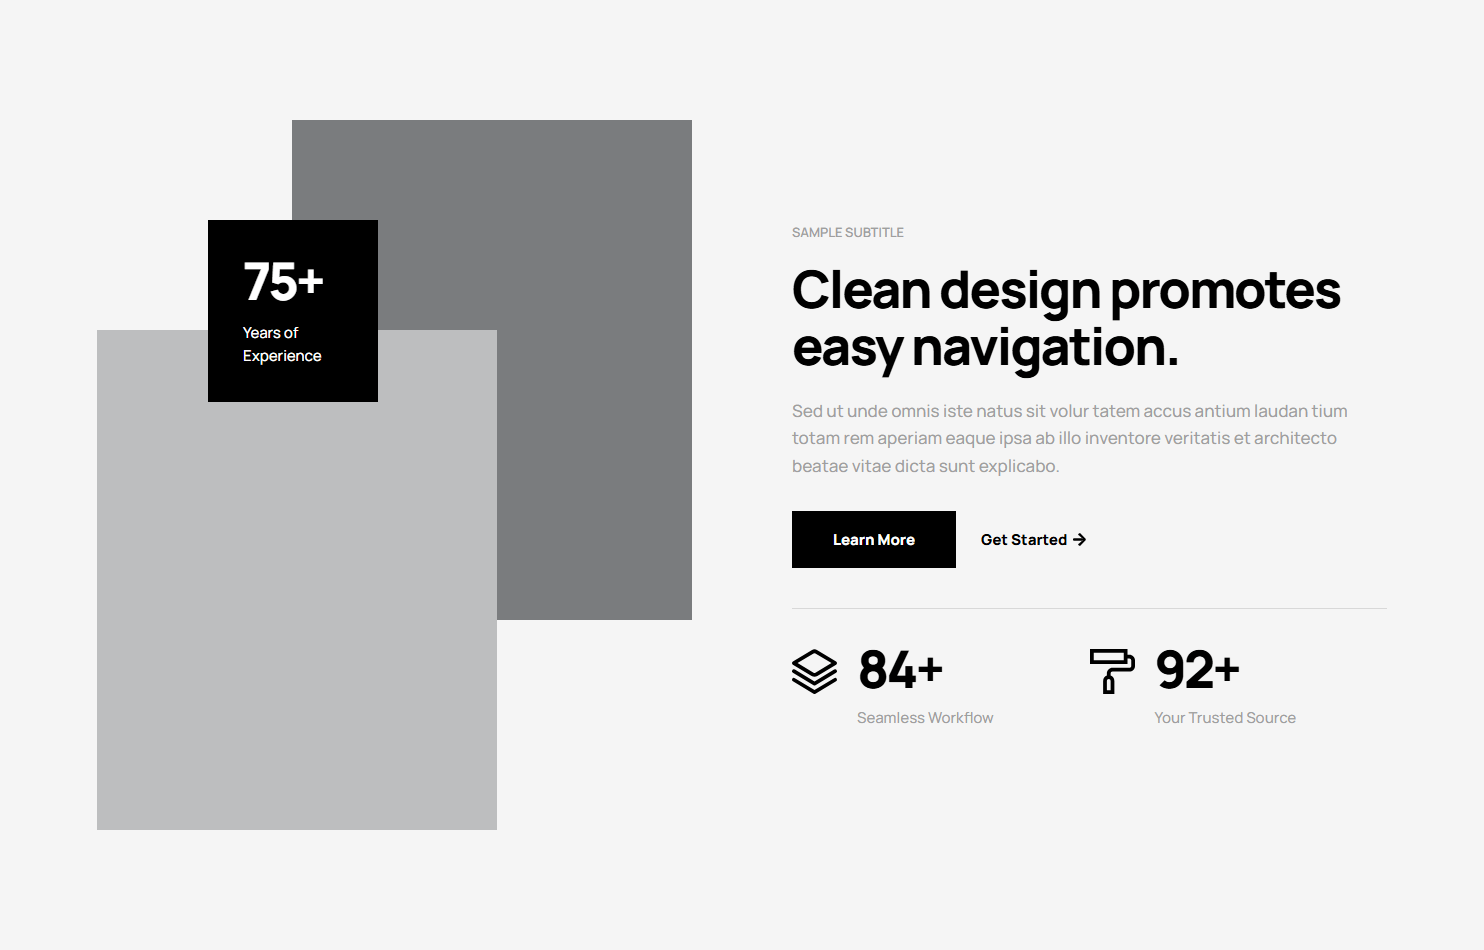 75+
Years of
Experience
SAMPLE SUBTITLE
Clean design promotes
easy navigation.
Sed ut unde omnis iste natus sit volur tatem accus antium laudan tium
totam rem aperiam eaque ipsa ab illo inventore veritatis et architecto
beatae vitae dicta sunt explicabo.
Learn More
Get Started
84+
Seamless Workflow
92+
Your Trusted Source